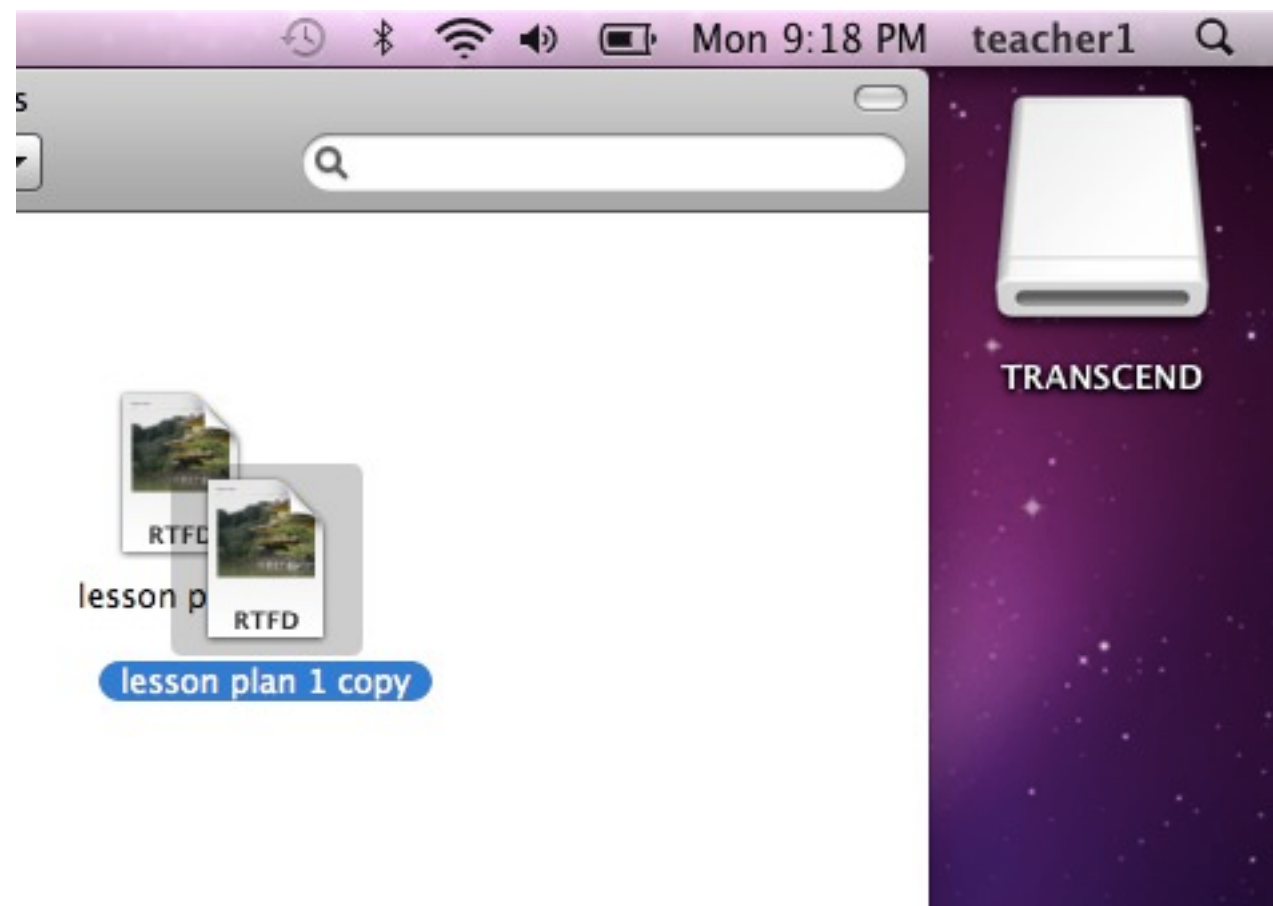 Mon 9:18 PM teacher1
s
TRANSCEND
RTFD
lesson p
RTFD
lesson plan 1 copy